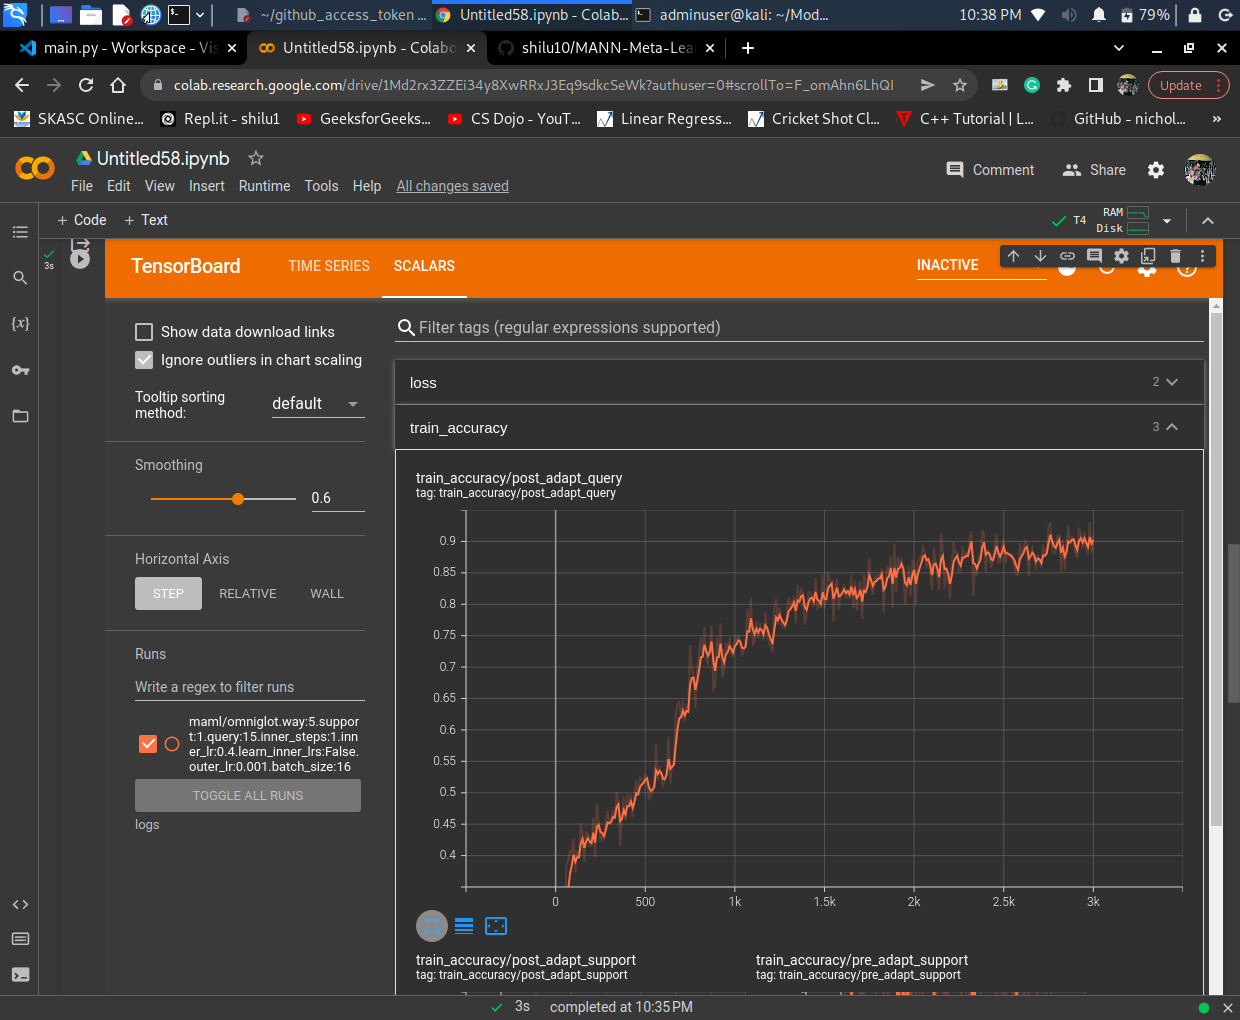 ~/github_access_token ...
Untitled58.ipynb - Colab...
adminuser@kali: ~/Mod...
10:38 PM
79%
main.py - Workspace - Vis
Untitled58.ipynb - Colabo
shilu10/MANN-Meta-Lea
colab.research.google.com/drive/1Md2rx3ZZEi34y8XwRRxJ3Eq9sdkcSeWk?authuser=0#scrollTo=F_omAhn6LhQI
Update
SKASC Online...
Repl.it - shilu1
GeeksforGeeks...
CS Dojo - YouT...
Linear Regress...
Cricket Shot Cl...
C++ Tutorial | L...
GitHub - nichol...
»
Untitled58.ipynb
Comment
Share
File
Edit
View
Insert
Runtime
Tools
Help
All changes saved
+ Code
+ Text
T4
RAM
Disk
3s
TensorBoard
TIME SERIES
SCALARS
INACTIVE
Show data download links
Ignore outliers in chart scaling
Tooltip sorting
method:
default
Smoothing
0.6
Horizontal Axis
STEP
RELATIVE
WALL
Runs
Write a regex to filter runs
maml/omniglot.way:5.suppor
t:1.query:15.inner_steps:1.inn
er_lr:0.4.learn_inner_lrs:False.
outer_lr:0.001.batch_size:16
TOGGLE ALL RUNS
logs
Filter tags (regular expressions supported)
loss
2
train_accuracy
3
train_accuracy/post_adapt_query
tag: train_accuracy/post_adapt_query
0.9
0.85
0.8
0.75
0.7
0.65
0.6
0.55
0.5
0.45
0.4
0
500
1k
1.5k
2k
2.5k
3k
train_accuracy/post_adapt_support
tag: train_accuracy/post_adapt_support
train_accuracy/pre_adapt_support
tag: train_accuracy/pre_adapt_support
3s
completed at 10:35 PM